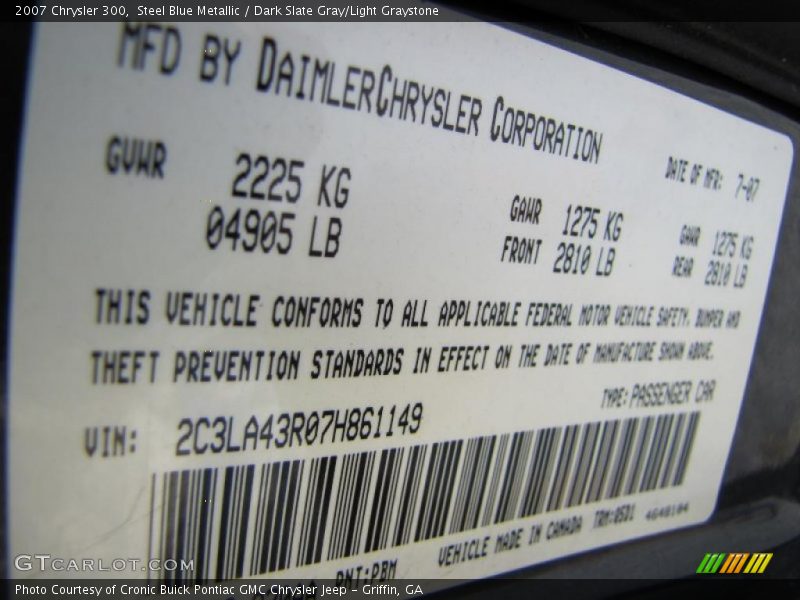 2007 Chrysler 300, Steel Blue Metallic / Dark Slate Gray/Light Graystone
MFD BY DAIMLERCHRYSLER CORPORATION
DATE OF MFR: 7-07
GVWR 2225 KG
04905 LB
GAWR 1275 KG
FRONT 2810 LB
GAWR 1275 KG
REAR 2810 LB
THIS VEHICLE CONFORMS TO ALL APPLICABLE FEDERAL MOTOR VEHICLE SAFETY, BUMPER AND
THEFT PREVENTION STANDARDS IN EFFECT ON THE DATE OF MANUFACTURE SHOWN ABOVE.
VIN: 2C3LA43R07H861149
TYPE: PASSENGER CAR
PNT:PBM
VEHICLE MADE IN CANADA
TRM:
GTCARLOT.COM
Photo Courtesy of Cronic Buick Pontiac GMC Chrysler Jeep - Griffin, GA